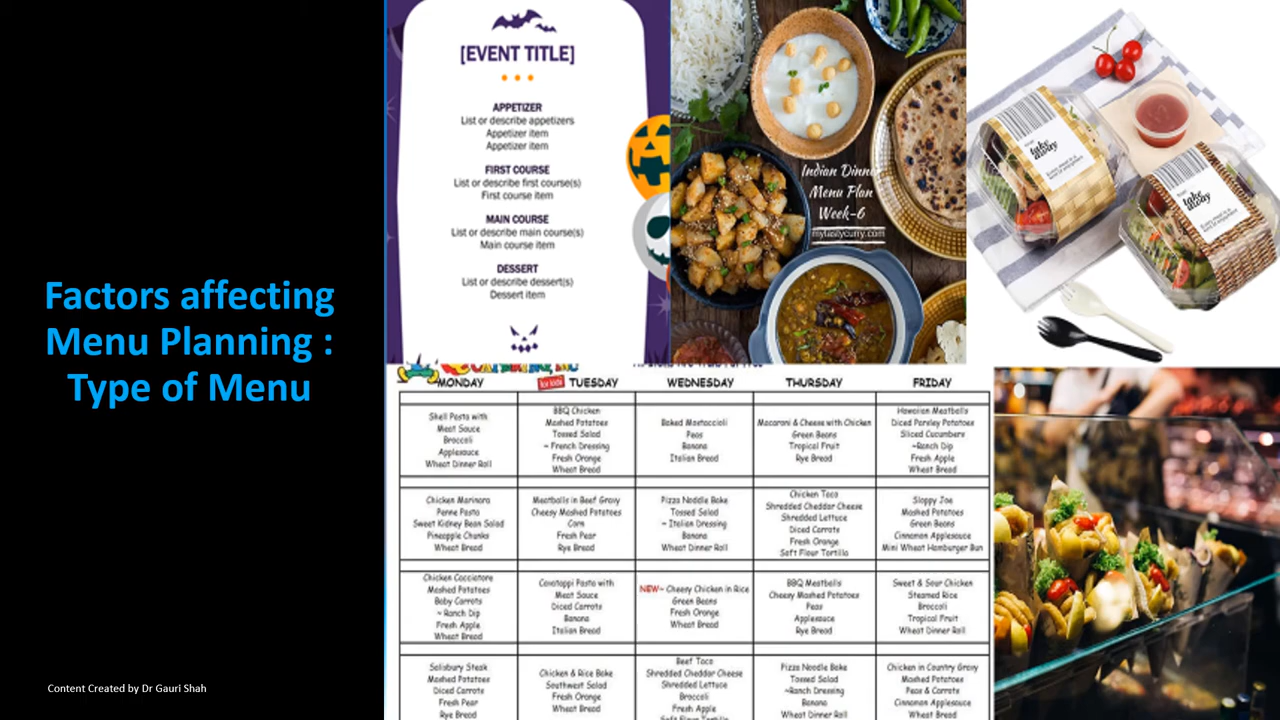 Factors affecting
Menu Planning :
Type of Menu
Content Created by Dr Gauri Shah
[EVENT TITLE]
APPETIZER
List or describe appetizers
Appetizer item
Appetizer item
FIRST COURSE
List or describe first course(s)
First course item
MAIN COURSE
List or describe main course(s)
Main course item
DESSERT
List or describe dessert(s)
Dessert item
Indian Dinner
Menu Plan
Week-6
mytastycurry.com
take
away
take
away
MONDAY
for kids
TUESDAY
WEDNESDAY
THURSDAY
FRIDAY
Shell Pasta with
Meat Sauce
Broccoli
Applesauce
Wheat Dinner Roll
BBQ Chicken
Mashed Potatoes
Tossed Salad
~ French Dressing
Fresh Orange
Wheat Bread
Baked Mostaccioli
Peas
Banana
Italian Bread
Macaroni & Cheese with Chicken
Green Beans
Tropical Fruit
Rye Bread
Hawaiian Meatballs
Diced Parsley Potatoes
Sliced Cucumbers
~Ranch Dip
Fresh Apple
Wheat Bread
Chicken Marinara
Penne Pasta
Sweet Kidney Bean Salad
Pineapple Chunks
Wheat Bread
Meatballs in Beef Gravy
Cheesy Mashed Potatoes
Corn
Fresh Pear
Rye Bread
Pizza Noddle Bake
Tossed Salad
~ Italian Dressing
Banana
Wheat Dinner Roll
Chicken Taco
Shredded Cheddar Cheese
Shredded Lettuce
Diced Carrots
Fresh Orange
Soft Flour Tortilla
Sloppy Joe
Mashed Potatoes
Green Beans
Cinnamon Applesauce
Mini Wheat Hamburger Bun
Chicken Cacciatore
Mashed Potatoes
Baby Carrots
~ Ranch Dip
Fresh Apple
Wheat Bread
Cavatappi Pasta with
Meat Sauce
Diced Carrots
Banana
Italian Bread
NEW~ Cheesy Chicken in Rice
Green Beans
Fresh Orange
Wheat Bread
BBQ Meatballs
Cheesy Mashed Potatoes
Peas
Applesauce
Rye Bread
Sweet & Sour Chicken
Steamed Rice
Broccoli
Tropical Fruit
Wheat Dinner Roll
Salisbury Steak
Mashed Potatoes
Diced Carrots
Fresh Pear
Rye Bread
Chicken & Rice Bake
Southwest Salad
Fresh Orange
Wheat Bread
Beef Taco
Shredded Cheddar Cheese
Shredded Lettuce
Broccoli
Fresh Apple
Soft Flour Tortilla
Pizza Noodle Bake
Tossed Salad
~Ranch Dressing
Banana
Wheat Dinner Roll
Chicken in Country Gravy
Mashed Potatoes
Peas & Carrots
Cinnamon Applesauce
Wheat Bread